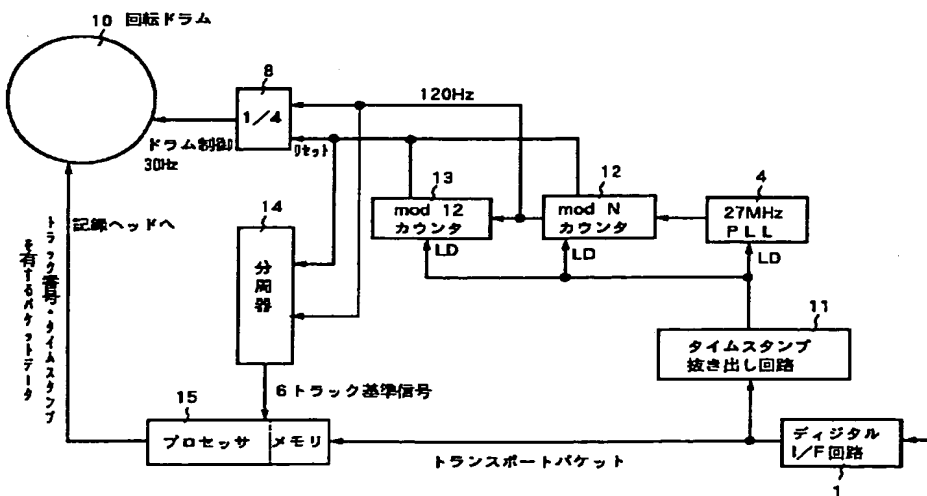 10 回転ドラム
8
1/4
120Hz
ドラム制御
30Hz
リセット
13
mod 12
カウンタ
LD
12
mod N
カウンタ
LD
4
27MHz
PLL
LD
記録ヘッドへ
トラック番号・タイムスタンプ
を有するパケットデータ
14
分周器
11
タイムスタンプ
抜き出し回路
6トラック基準信号
15
プロセッサ
メモリ
トランスポートパケット
ディジタル
I/F回路
1